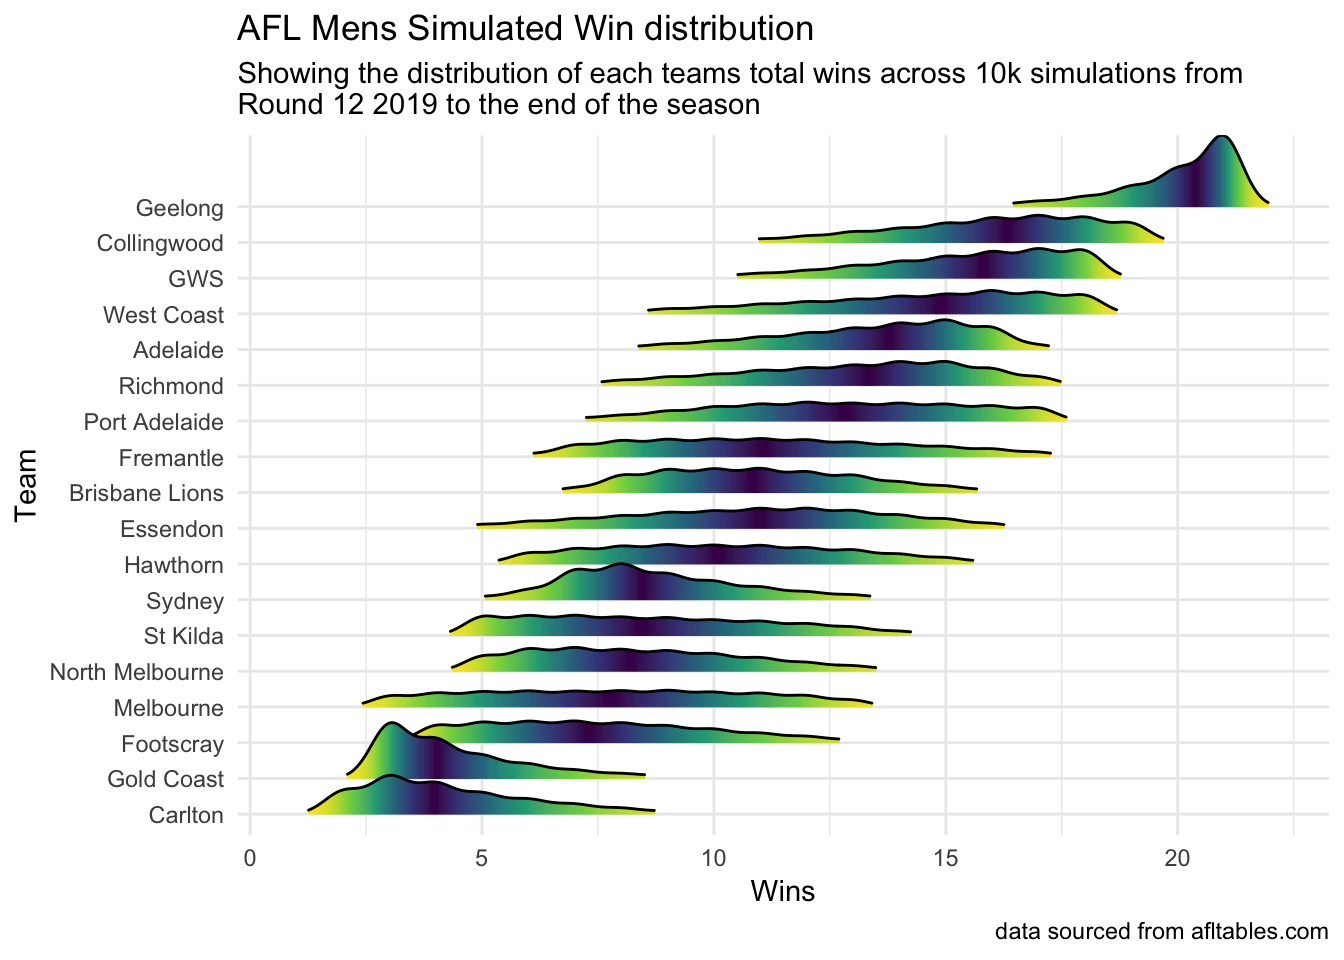 AFL Mens Simulated Win distribution
Showing the distribution of each teams total wins across 10k simulations from
Round 12 2019 to the end of the season
Team
Geelong
Collingwood
GWS
West Coast
Adelaide
Richmond
Port Adelaide
Fremantle
Brisbane Lions
Essendon
Hawthorn
Sydney
St Kilda
North Melbourne
Melbourne
Footscray
Gold Coast
Carlton
0 5 10 15 20
Wins
data sourced from afltables.com